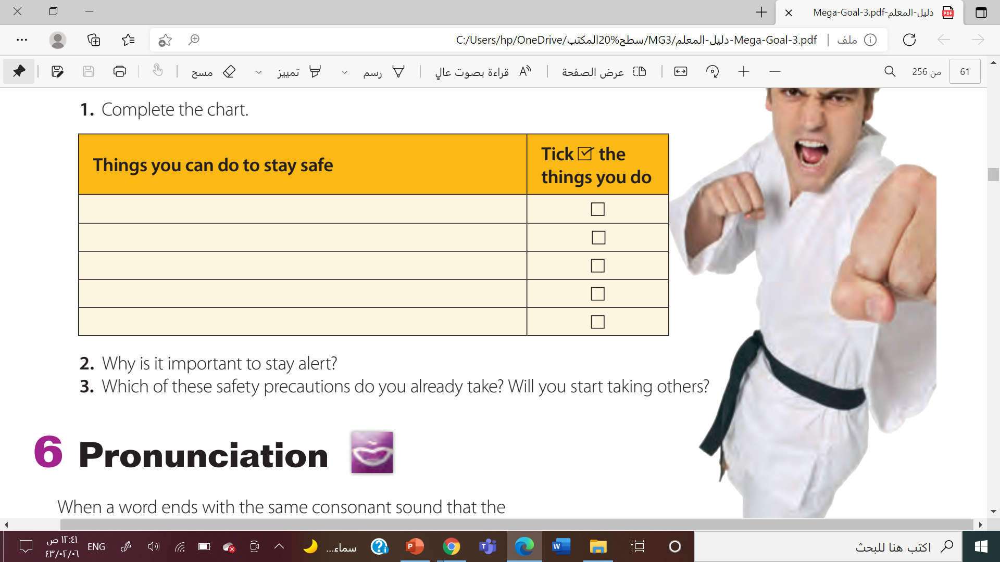 دليل-المعلم-Mega-Goal-3.pdf
ملف
C:/Users/hp/OneDrive/سطح%20المكتب/MG3/دليل-المعلم-Mega-Goal-3.pdf
61
من 256
عرض الصفحة
قراءة بصوت عالٍ
رسم
تمييز
مسح
1. Complete the chart.
Things you can do to stay safe
Tick ☑ the
things you do
2. Why is it important to stay alert?
3. Which of these safety precautions do you already take? Will you start taking others?
6 Pronunciation
When a word ends with the same consonant sound that the
اكتب هنا للبحث
سماء...
ENG
١٢:٤١ ص
٤٣/٠٢/٠٦